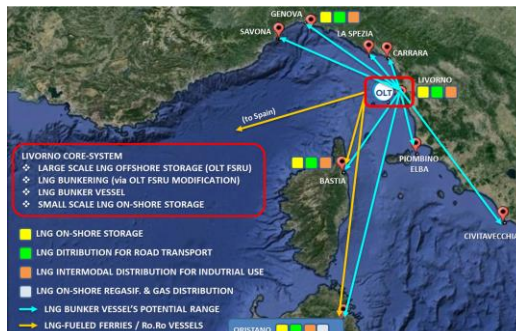 GENOVA
SAVONA
LA SPEZIA
CARRARA
OLT
LIVORNO
(to Spain)
LIVORNO CORE-SYSTEM
❖ LARGE SCALE LNG OFFSHORE STORAGE (OLT FSRU)
❖ LNG BUNKERING (via OLT FSRU MODIFICATION)
❖ LNG BUNKER VESSEL
❖ SMALL SCALE LNG ON-SHORE STORAGE
PIOMBINO
ELBA
BASTIA
CIVITAVECCHIA
LNG ON-SHORE STORAGE
LNG DITRIBUTION FOR ROAD TRANSPORT
LNG INTERMODAL DISTRIBUTION FOR INDUTRIAL USE
LNG ON-SHORE REGASIF. & GAS DISTRIBUTION
LNG BUNKER VESSEL'S POTENTIAL RANGE
LNG-FUELED FERRIES / Ro.Ro VESSELS
ORISTANO